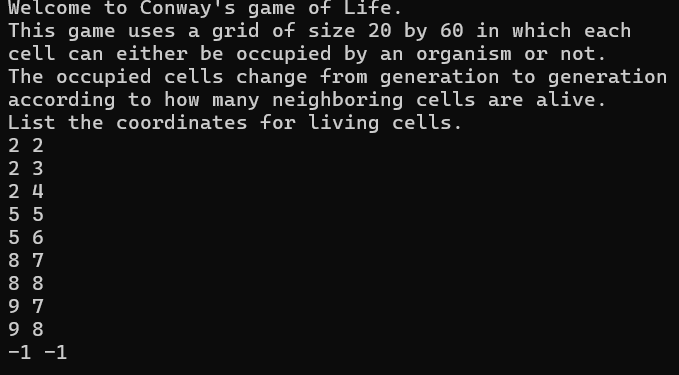 Welcome to Conway's game of Life.
This game uses a grid of size 20 by 60 in which each
cell can either be occupied by an organism or not.
The occupied cells change from generation to generation
according to how many neighboring cells are alive.
List the coordinates for living cells.
2 2
2 3
2 4
5 5
5 6
8 7
8 8
9 7
9 8
-1 -1